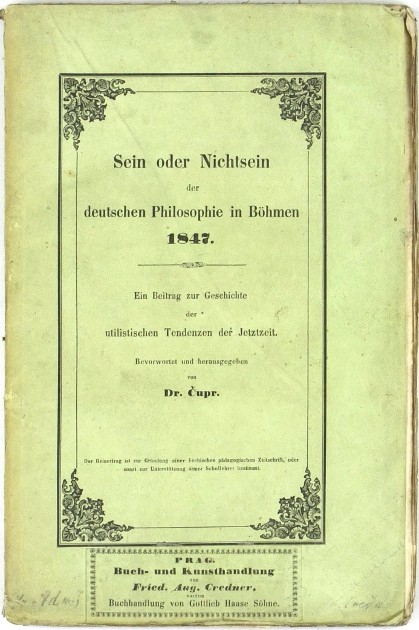 Sein oder Nichtsein
der
deutschen Philosophie in Böhmen
1847.
Ein Beitrag zur Geschichte
der
utilistischen Tendenzen der Jetztzeit.
Bevorwortet und herausgegeben
von
Dr. Čupr.
Der Reinertrag ist zur Gründung einer böhmischen pädagogischen Zeitschrift, oder
sonst zur Unterstützung armer Schullehrer bestimmt.
PRAG.
Buch- und Kunsthandlung
von
Fried. Aug. Credner,
vormals
Buchhandlung von Gottlieb Haase Söhne.